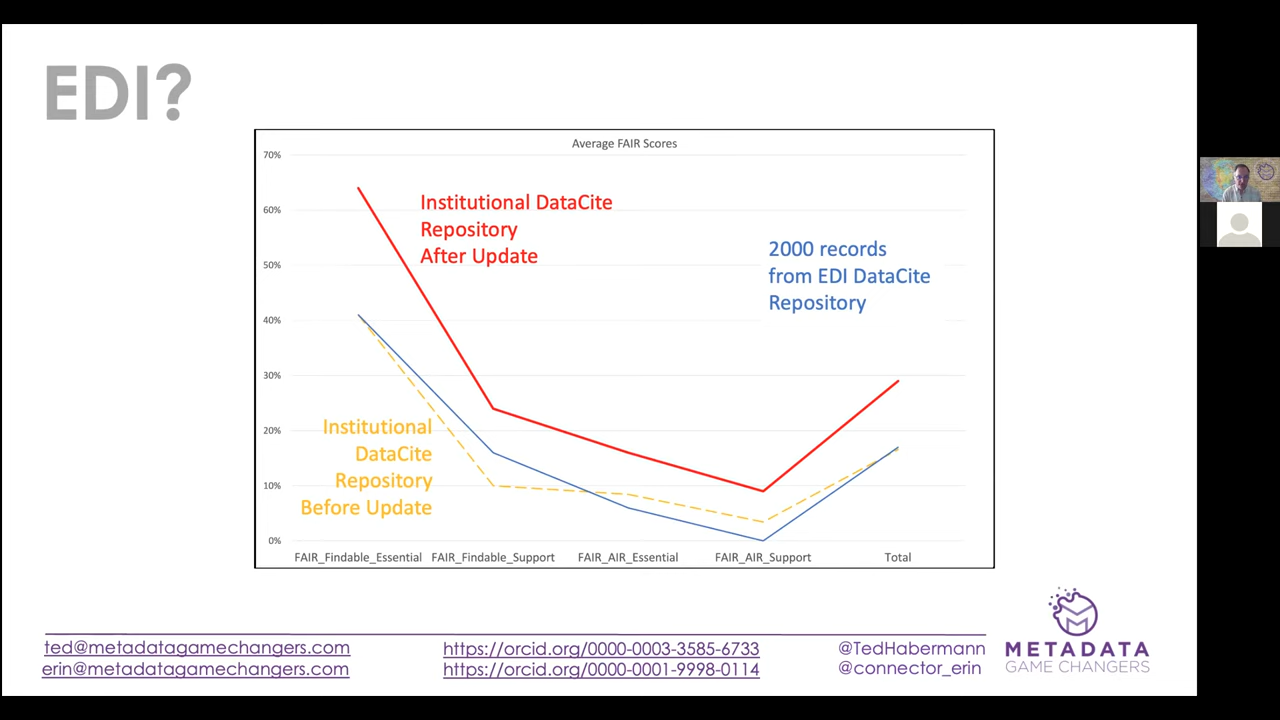 EDI?
Average FAIR Scores
70%
60%
50%
40%
30%
20%
10%
0%
Institutional DataCite
Repository
After Update
2000 records
from EDI DataCite
Repository
Institutional
DataCite
Repository
Before Update
FAIR_Findable_Essential
FAIR_Findable_Support
FAIR_AIR_Essential
FAIR_AIR_Support
Total
ted@metadatagamechangers.com
erin@metadatagamechangers.com
https://orcid.org/0000-0003-3585-6733
https://orcid.org/0000-0001-9998-0114
@TedHabermann
@connector_erin
METADATA
GAME CHANGERS